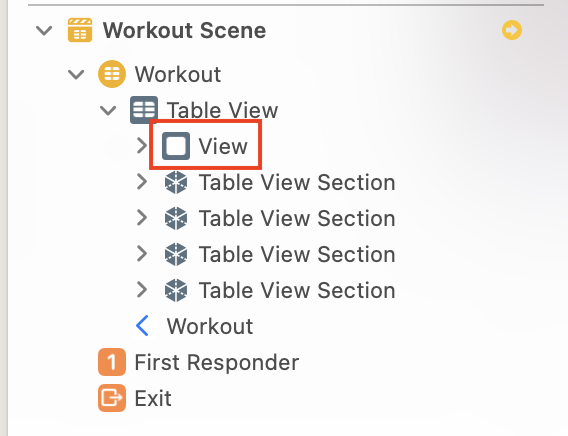 Workout Scene
Workout
Table View
View
Table View Section
Table View Section
Table View Section
Table View Section
Workout
1 First Responder
Exit